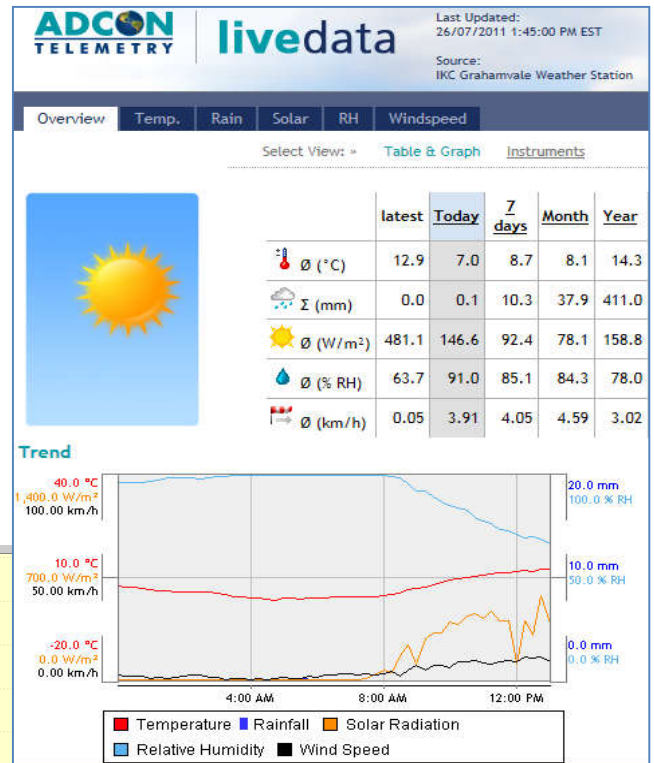 ADCON
TELEMETRY
livedata
Last Updated:
26/07/2011 1:45:00 PM EST
Source:
IKC Grahamvale Weather Station
Overview Temp. Rain Solar RH Windspeed
Select View: » Table & Graph Instruments
latest Today 7 days Month Year
Ø (°C) 12.9 7.0 8.7 8.1 14.3
Σ (mm) 0.0 0.1 10.3 37.9 411.0
Ø (W/m²) 481.1 146.6 92.4 78.1 158.8
Ø (% RH) 63.7 91.0 85.1 84.3 78.0
Ø (km/h) 0.05 3.91 4.05 4.59 3.02
Trend
40.0 °C 20.0 mm
1,400.0 W/m² 100.0 % RH
100.00 km/h
10.0 °C 10.0 mm
700.0 W/m² 50.0 % RH
50.00 km/h
-20.0 °C 0.0 mm
0.0 W/m² 0.0 % RH
0.00 km/h
4:00 AM 8:00 AM 12:00 PM
Temperature Rainfall Solar Radiation
Relative Humidity Wind Speed